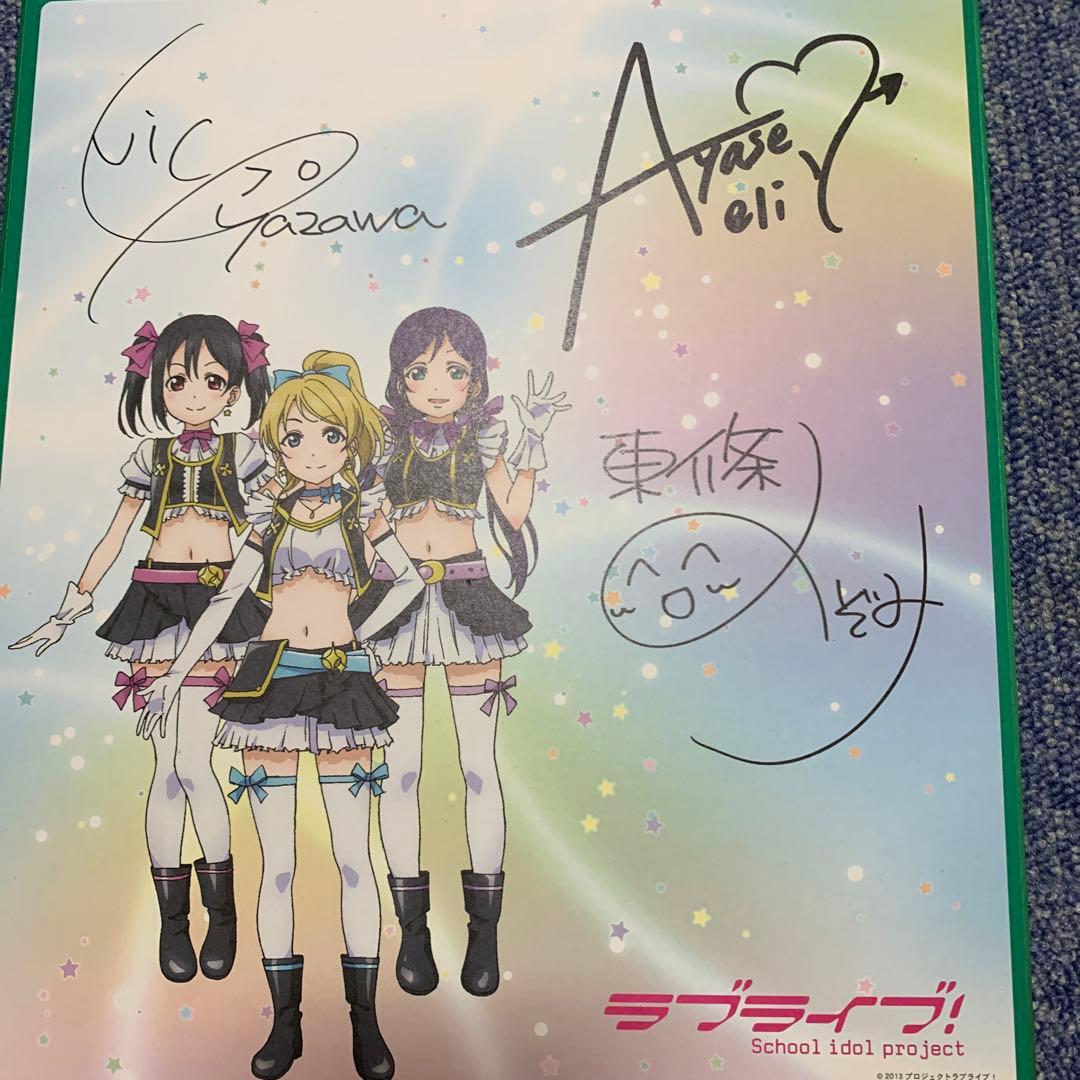 Nico
Yazawa
Ayase
eli
東條
のぞみ
ラブライブ!
School idol project
©2013 プロジェクトラブライブ！